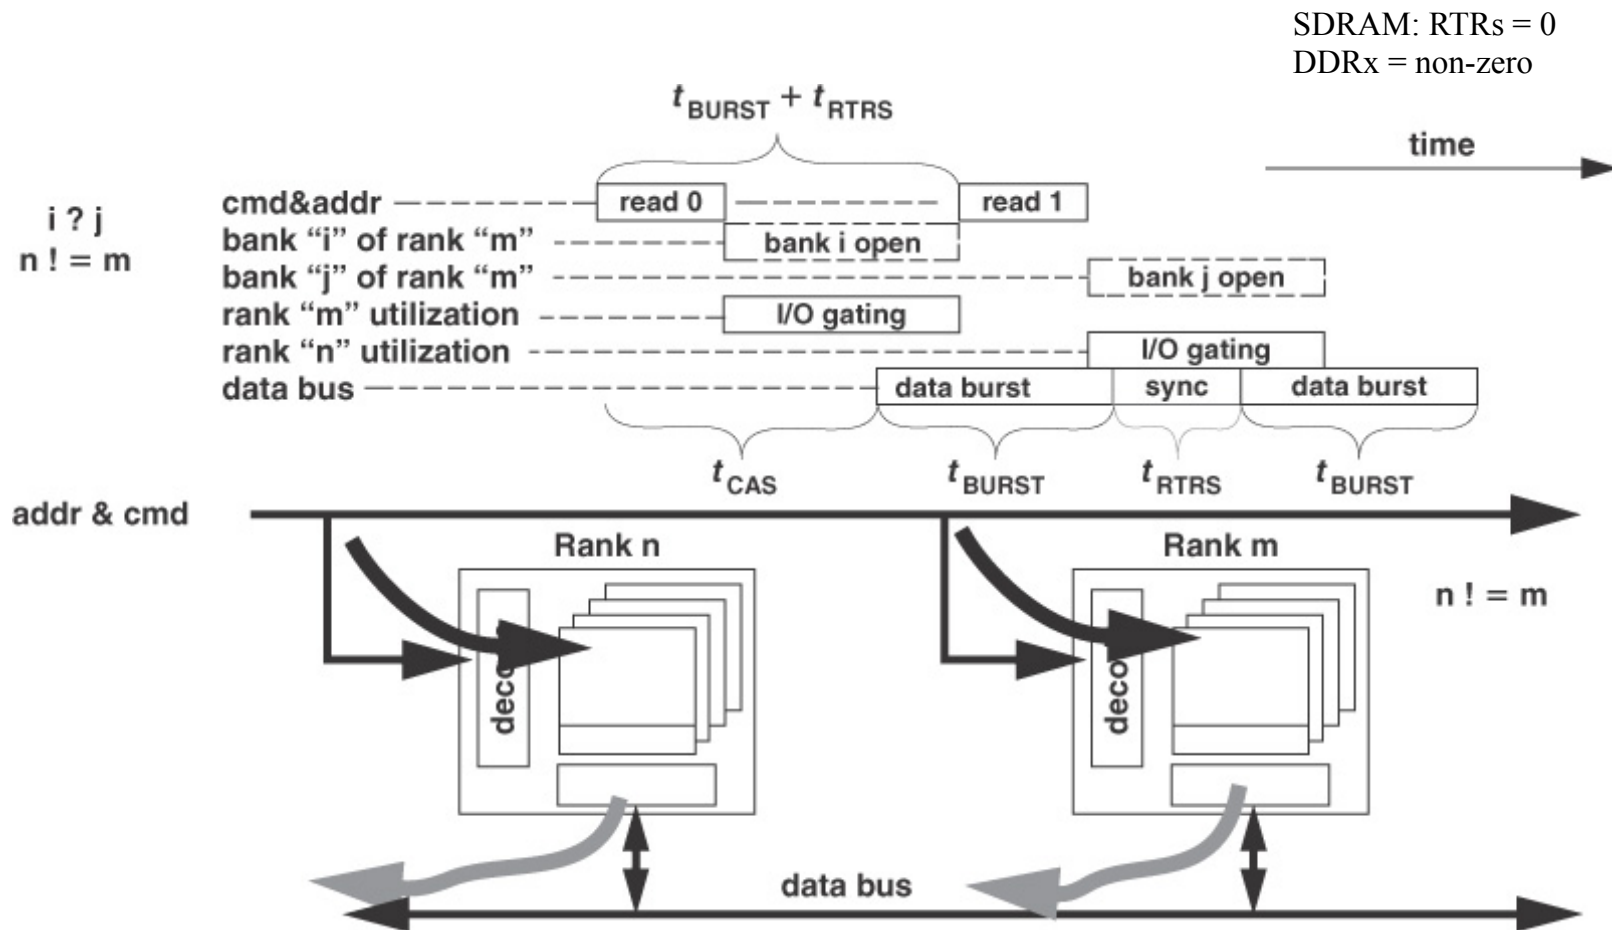 SDRAM: RTRs = 0
DDRx = non-zero
tBURST + tRTRS
time
i ? j
n ! = m
cmd&addr read 0 read 1
bank “i” of rank “m” bank i open
bank “j” of rank “m” bank j open
rank “m” utilization I/O gating
rank “n” utilization I/O gating
data bus data burst sync data burst
tCAS tBURST tRTRS tBURST
addr & cmd
Rank n Rank m
n ! = m
deco deco
data bus